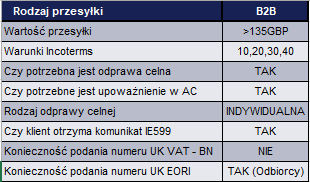 Rodzaj przesyłki B2B
Wartość przesyłki >135GBP
Warunki Incoterms 10,20,30,40
Czy potrzebna jest odprawa celna TAK
Czy potrzebne jest upoważnienie w AC TAK
Rodzaj odprawy celnej INDYWIDUALNA
Czy klient otrzyma komunikat IE599 TAK
Konieczność podania numeru UK VAT - BN NIE
Konieczność podania numeru UK EORI TAK (Odbiorcy)